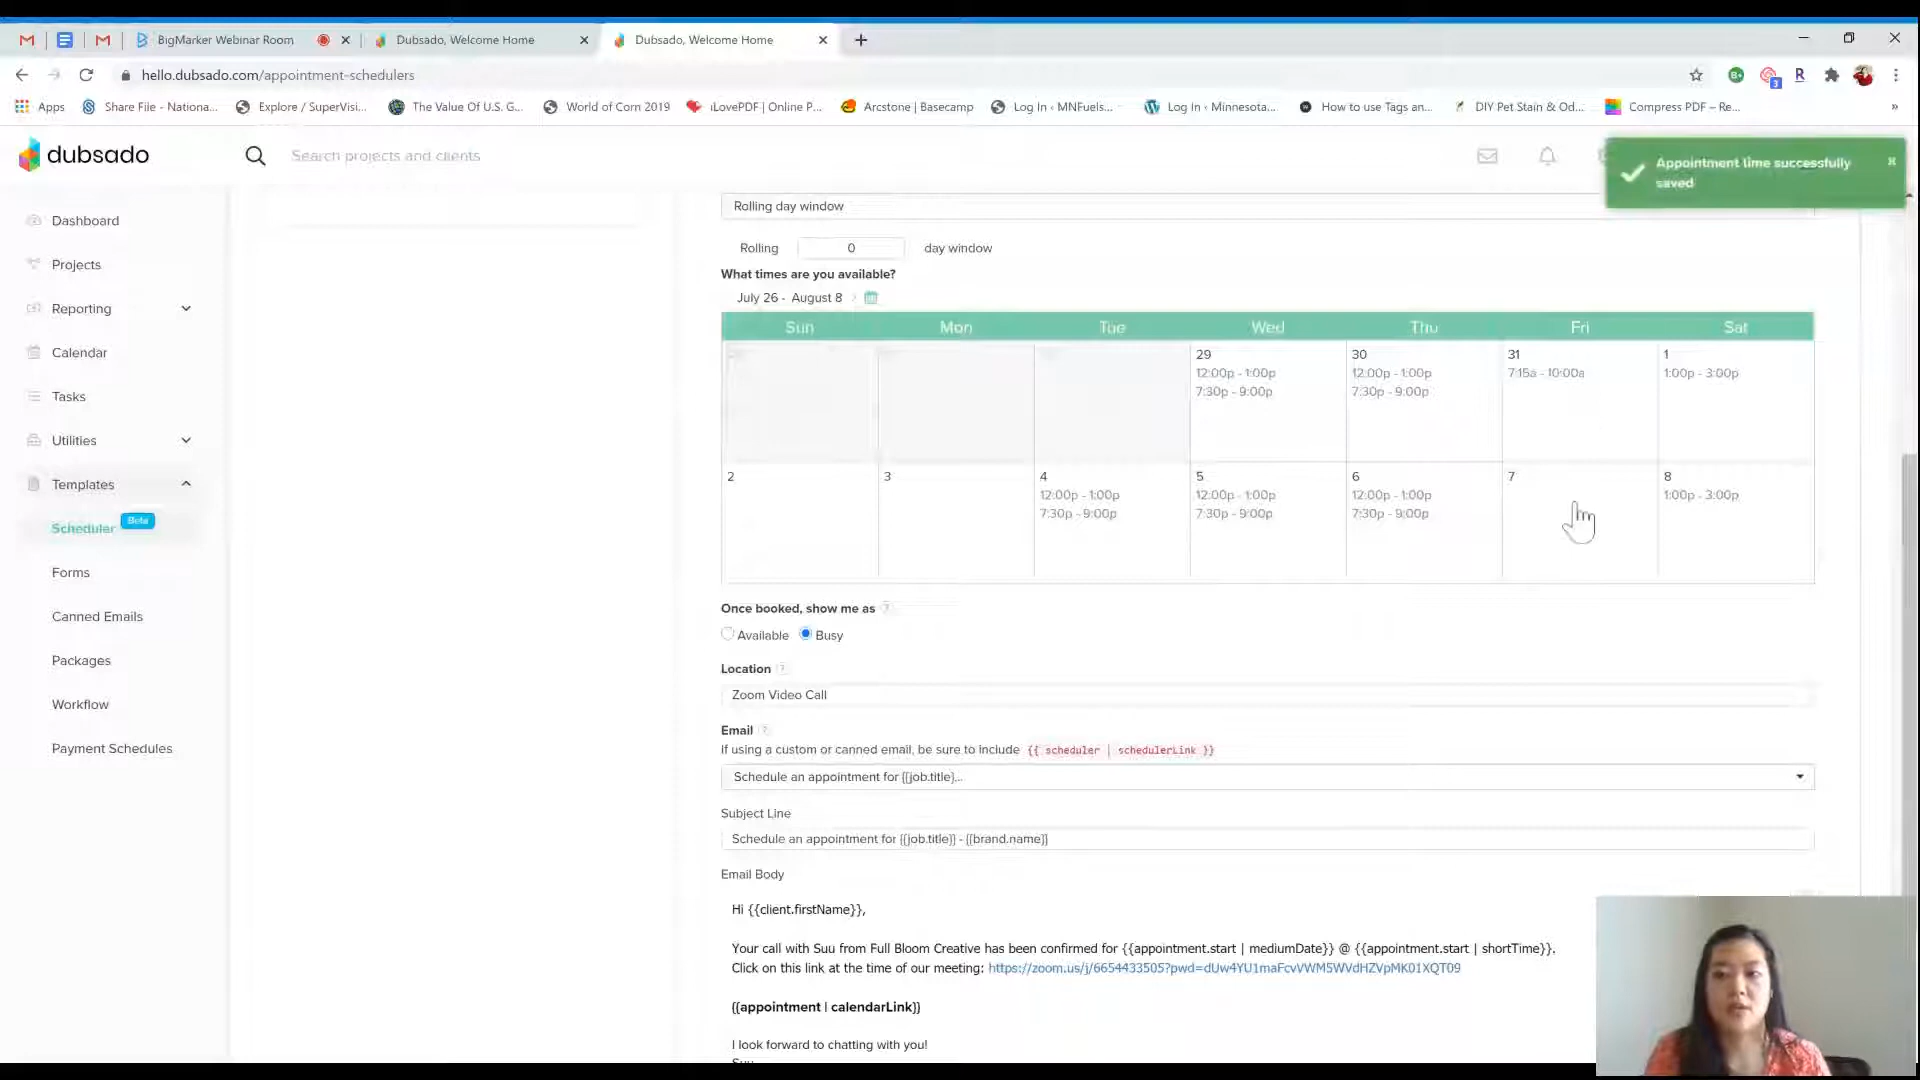 BigMarker Webinar Room
Dubsado, Welcome Home
Dubsado, Welcome Home
hello.dubsado.com/appointment-schedulers
3
Apps
Share File - Nationa...
Explore / SuperVisi...
The Value Of U.S. G...
World of Corn 2019
iLovePDF | Online P...
Arcstone | Basecamp
Log In ‹ MNFuels...
Log In ‹ Minnesota...
How to use Tags an...
DIY Pet Stain & Od...
Compress PDF – Re...
»
dubsado
Search projects and clients
Appointment time successfully
saved
Dashboard
Projects
Reporting
Calendar
Tasks
Utilities
Templates
Scheduler Beta
Forms
Canned Emails
Packages
Workflow
Payment Schedules
Rolling day window
Rolling 0 day window
What times are you available?
July 26 - August 8
Sun Mon Tue Wed Thu Fri Sat
29 30 31 1
12:00p - 1:00p 12:00p - 1:00p 7:15a - 10:00a 1:00p - 3:00p
7:30p - 9:00p 7:30p - 9:00p
2 3 4 5 6 7 8
12:00p - 1:00p 12:00p - 1:00p 12:00p - 1:00p 1:00p - 3:00p
7:30p - 9:00p 7:30p - 9:00p 7:30p - 9:00p
Once booked, show me as ?
Available Busy
Location ?
Zoom Video Call
Email ?
If using a custom or canned email, be sure to include {{ scheduler | schedulerLink }}
Schedule an appointment for {{job.title}...
Subject Line
Schedule an appointment for {{job.title}} - {{brand.name}}
Email Body
Hi {{client.firstName}},
Your call with Suu from Full Bloom Creative has been confirmed for {{appointment.start | mediumDate}} @ {{appointment.start | shortTime}}.
Click on this link at the time of our meeting: https://zoom.us/j/6654433505?pwd=dUw4YU1maFcvVWM5WVdHZVpMK01XQT09
{{appointment | calendarLink}}
I look forward to chatting with you!
Suu